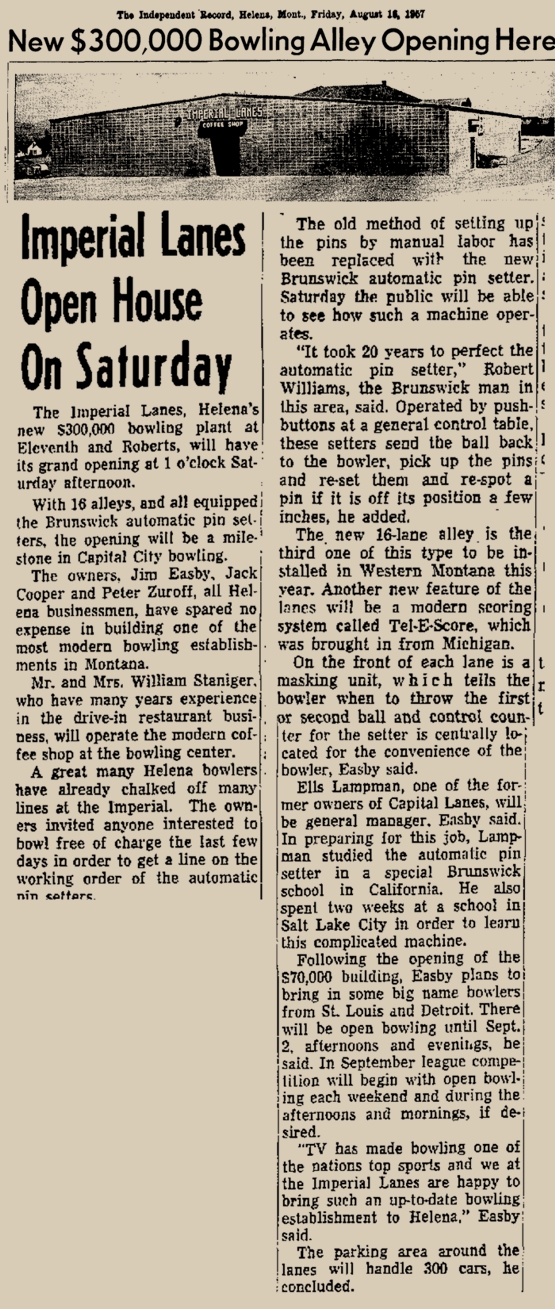 The Independent Record, Helena, Mont., Friday, August 16, 1957
New $300,000 Bowling Alley Opening Here
IMPERIAL LANES
COFFEE SHOP
Imperial Lanes
Open House
On Saturday
The Imperial Lanes, Helena's
new $300,000 bowling plant at
Eleventh and Roberts, will have
its grand opening at 1 o'clock Sat-
urday afternoon.
With 16 alleys, and all equipped
the Brunswick automatic pin set-
ters, the opening will be a mile-
stone in Capital City bowling.
The owners, Jim Easby, Jack
Cooper and Peter Zuroff, all Hel-
ena businessmen, have spared no
expense in building one of the
most modern bowling establish-
ments in Montana.
Mr. and Mrs. William Staniger,
who have many years experience
in the drive-in restaurant busi-
ness, will operate the modern cof-
fee shop at the bowling center.
A great many Helena bowlers
have already chalked off many
lines at the Imperial. The own-
ers invited anyone interested to
bowl free of charge the last few
days in order to get a line on the
working order of the automatic
pin setters.
The old method of setting up
the pins by manual labor has
been replaced with the new
Brunswick automatic pin setter.
Saturday the public will be able
to see how such a machine oper-
ates.
"It took 20 years to perfect the
automatic pin setter," Robert
Williams, the Brunswick man in
this area, said. Operated by push-
buttons at a general control table,
these setters send the ball back
to the bowler, pick up the pins
and re-set them and re-spot a
pin if it is off its position a few
inches, he added.
The new 16-lane alley is the
third one of this type to be in-
stalled in Western Montana this
year. Another new feature of the
lanes will be a modern scoring
system called Tel-E-Score, which
was brought in from Michigan.
On the front of each lane is a
masking unit, which tells the
bowler when to throw the first
or second ball and control coun-
ter for the setter is centrally lo-
cated for the convenience of the
bowler, Easby said.
Ells Lampman, one of the for-
mer owners of Capital Lanes, will
be general manager, Easby said.
In preparing for this job, Lamp-
man studied the automatic pin
setter in a special Brunswick
school in California. He also
spent two weeks at a school in
Salt Lake City in order to learn
this complicated machine.
Following the opening of the
$70,000 building, Easby plans to
bring in some big name bowlers
from St. Louis and Detroit. There
will be open bowling until Sept.
2, afternoons and evenings, he
said. In September league compe-
tition will begin with open bowl-
ing each weekend and during the
afternoons and mornings, if de-
sired.
"TV has made bowling one of
the nations top sports and we at
the Imperial Lanes are happy to
bring such an up-to-date bowling
establishment to Helena," Easby
said.
The parking area around the
lanes will handle 300 cars, he
concluded.